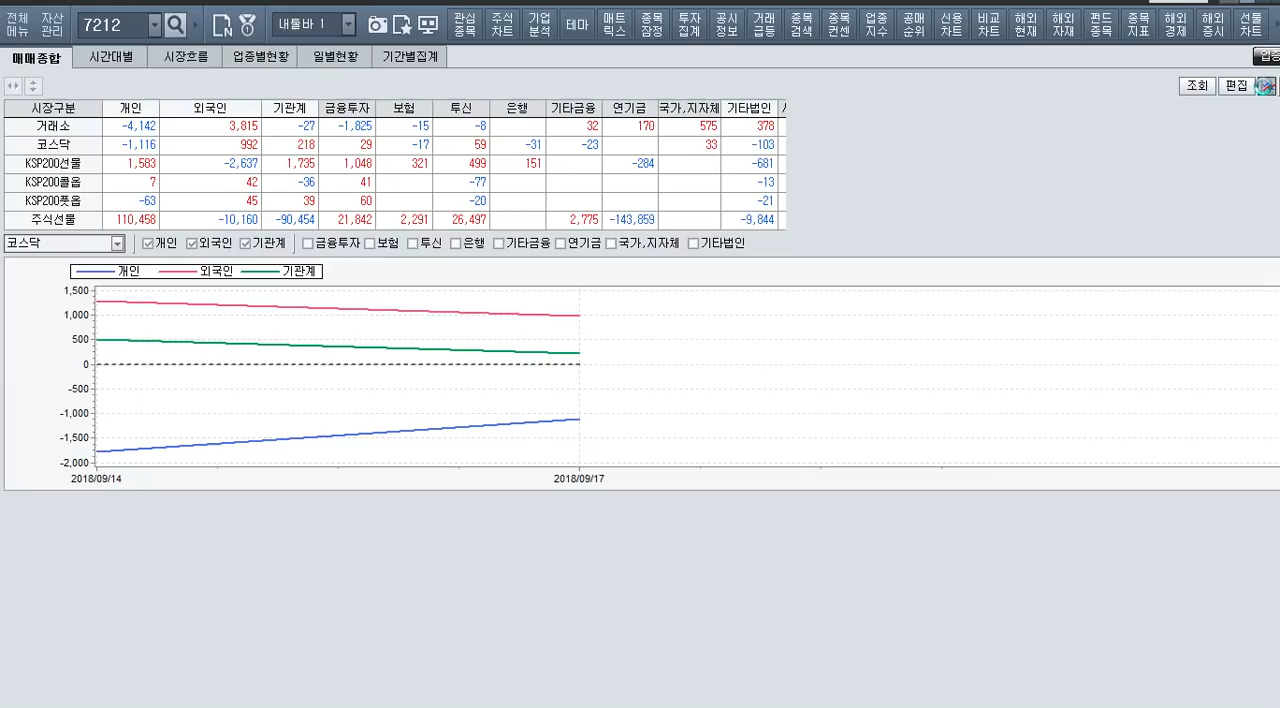 전체 자산 7212 내툴바 1 관심 주식 기업 테마 매트 종목 투자 공시 거래 종목 종목 업종 공매 신용 비교 해외 해외 펀드 종목 해외 해외 선물
메뉴 관리 종목 차트 분석 릭스 잠정 집계 정보 급등 검색 컨센 지수 순위 차트 차트 현재 자재 종목 지표 경제 증시 차트
매매종합 시간대별 시장흐름 업종별현황 일별현황 기간별집계 업종
조회 편집
시장구분 개인 외국인 기관계 금융투자 보험 투신 은행 기타금융 연기금 국가,지자체 기타법인
거래소 -4,142 3,815 -27 -1,825 -15 -8 32 170 575 378
코스닥 -1,116 992 218 29 -17 59 -31 -23 33 -103
KSP200선물 1,583 -2,637 1,735 1,048 321 499 151 -284 -681
KSP200콜옵 7 42 -36 41 -77 -13
KSP200풋옵 -63 45 39 60 -20 -21
주식선물 110,458 -10,160 -90,454 21,842 2,291 26,497 2,775 -143,859 -9,844
코스닥 개인 외국인 기관계 금융투자 보험 투신 은행 기타금융 연기금 국가,지자체 기타법인
개인 외국인 기관계
1,500
1,000
500
0
-500
-1,000
-1,500
-2,000
2018/09/14 2018/09/17